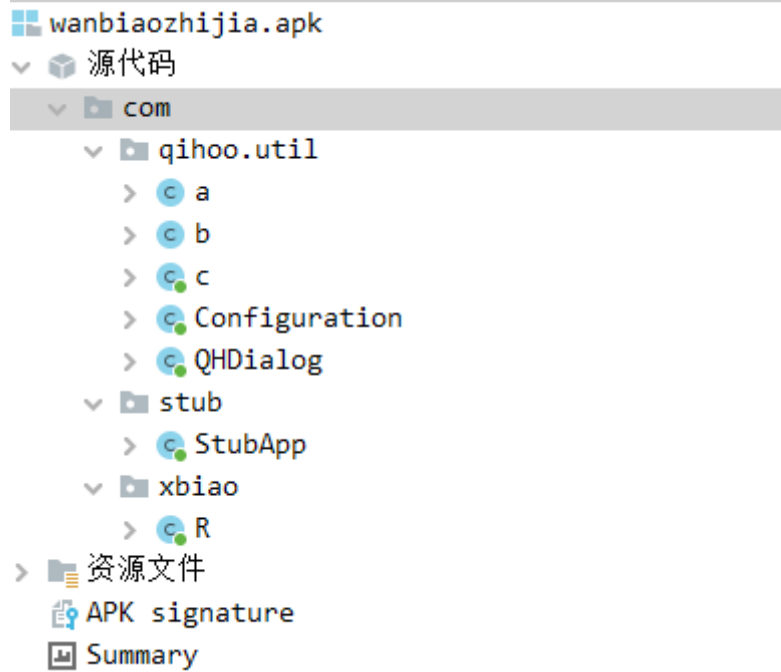 wanbiaozhijia.apk
源代码
com
qihoo.util
a
b
c
Configuration
QHDialog
stub
StubApp
xbiao
R
资源文件
APK signature
Summary